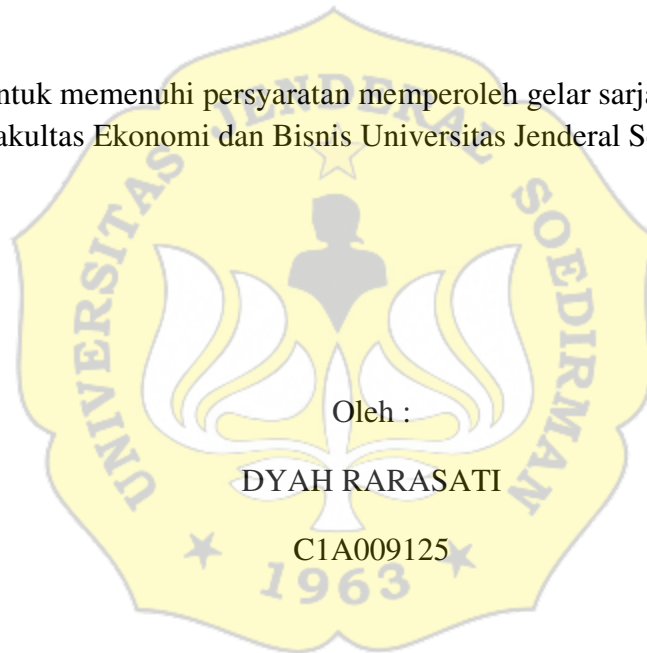 ntuk memenuhi persyaratan memperoleh gelar sarja
akultas Ekonomi dan Bisnis Universitas Jenderal S
UNIVERSITAS JENDERAL SOEDIRMAN
Oleh :
DYAH RARASATI
C1A009125
1963